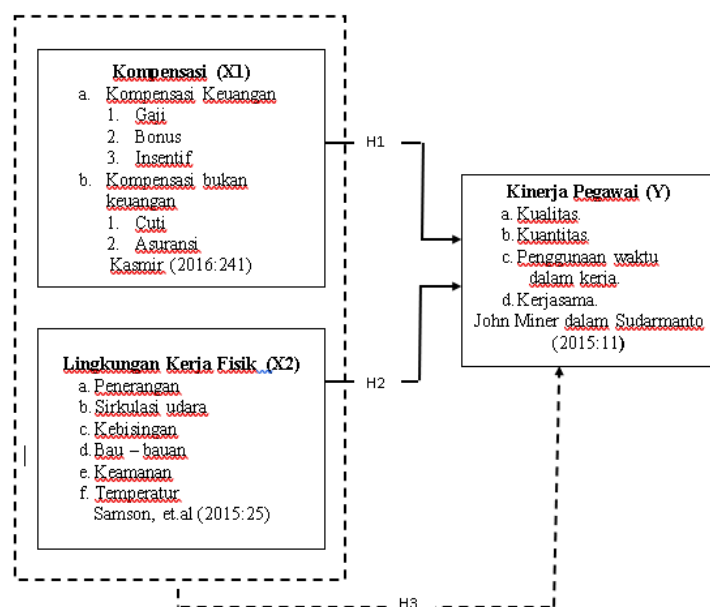 Kompensasi (X1)
a. Kompensasi Keuangan
1. Gaji
2. Bonus
3. Insentif
b. Kompensasi bukan
keuangan
1. Cuti
2. Asuransi
Kasmir (2016:241)
H1
Kinerja Pegawai (Y)
a. Kualitas.
b. Kuantitas
c. Penggunaan waktu
dalam kerja.
d. Kerjasama.
John Miner dalam Sudarmanto
(2015:11)
Lingkungan Kerja Fisik (X2)
a. Penerangan
b. Sirkulasi udara
c. Kebisingan
d. Bau – bauan
e. Keamanan
f. Temperatur
Samson, et.al (2015:25)
H2
H3